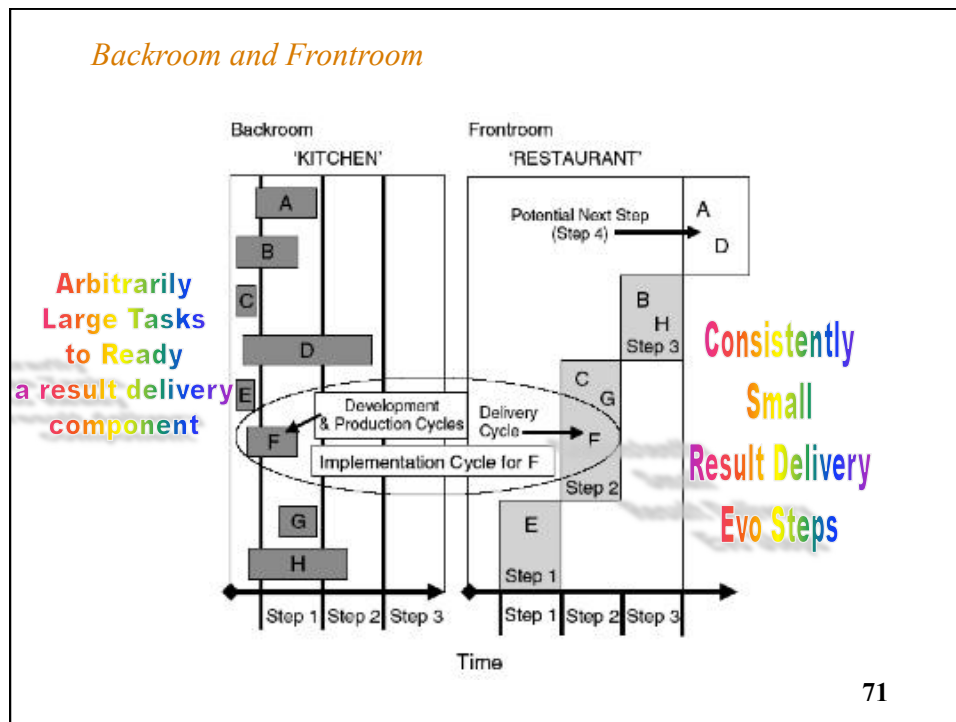 Backroom and Frontroom
Backroom
'KITCHEN'
Frontroom
'RESTAURANT'
A
B
C
D
E
F
G
H
Arbitrarily
Large Tasks
to Ready
a result delivery
component
Development
& Production Cycles
Delivery
Cycle
Implementation Cycle for F
Potential Next Step
(Step 4)
A
D
B
H
Step 3
C
G
F
Step 2
E
Step 1
Consistently
Small
Result Delivery
Evo Steps
Step 1 Step 2 Step 3
Step 1 Step 2 Step 3
Time
71